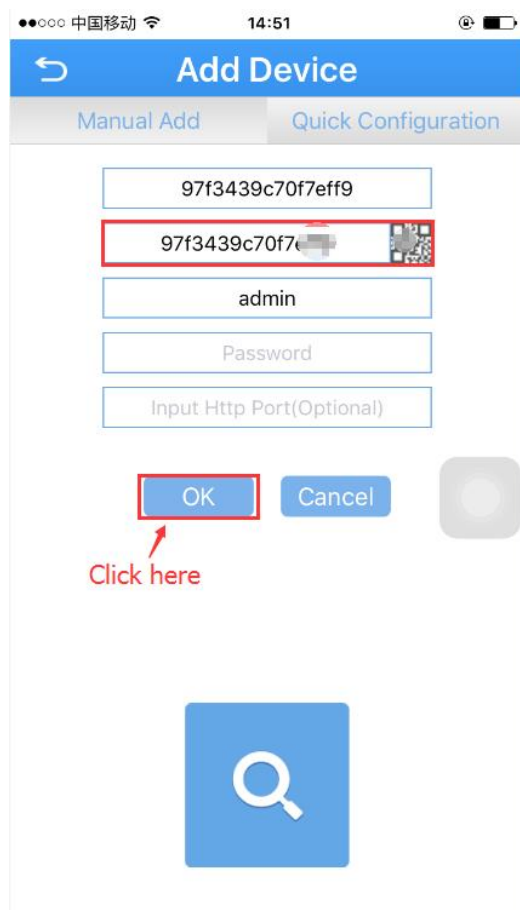 中国移动 14:51
Add Device
Manual Add Quick Configuration
97f3439c70f7eff9
97f3439c70f7e
admin
Password
Input Http Port(Optional)
OK Cancel
Click here